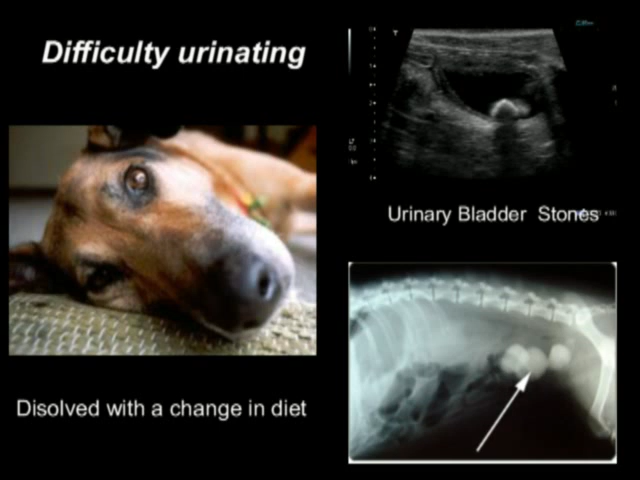 Difficulty urinating
Urinary Bladder Stones
Disolved with a change in diet